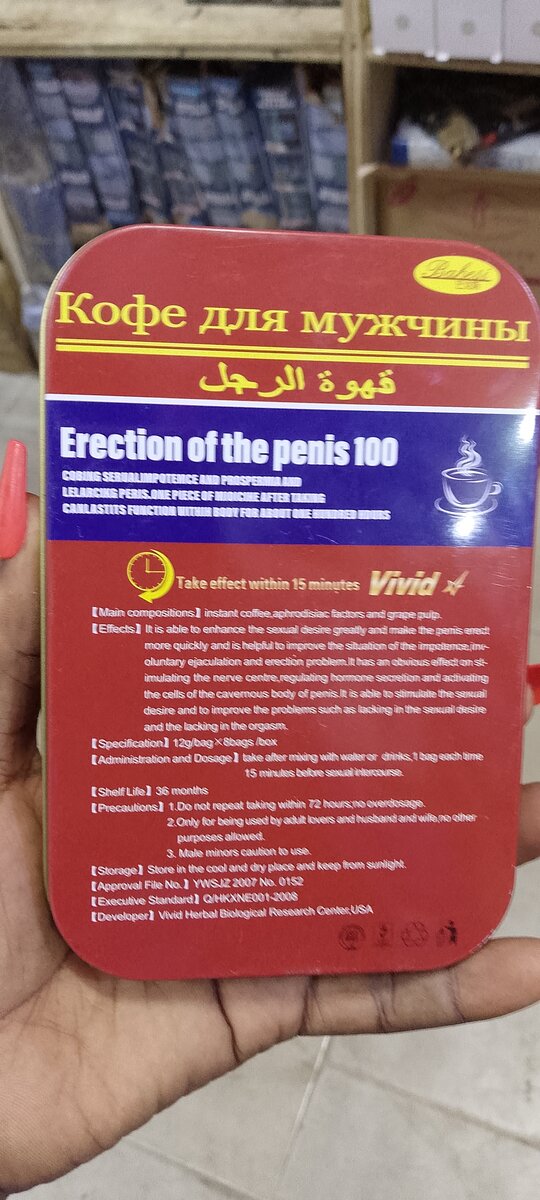 Bahesi
Кофе для мужчины
قهوة الرجل
Erection of the penis 100
COBING SERUAL.IMPOTENCE AND PROSPERMIA AND
LELARCING PERIS.ONE PIECE OF MIOICINE AFTER TAKING
CANLASTITS FUNCTION WITHIN BODY FOR ABOUT ONE HUNDRED HOURS
Take effect within 15 minutes Vivid
【Main compositions】instant coffee,aphrodisiac factors and grape pulp.
【Effects】It is able to enhance the sexual desire greatly and make the penis erect
more quickly and is helpful to improve the situation of the impotence,inv-
oluntary ejaculation and erection problem.It has an obvious effect on st-
imulating the nerve centre,regulating hormone secretion and activating
the cells of the cavernous body of penis.It is able to stimulate the sexual
desire and to improve the problems such as lacking in the sexual desire
and the lacking in the orgasm.
【Specification】12g/bag×8bags /box
【Administration and Dosage】take after mixing with water or drinks,1 bag each time
15 minutes before sexual intercourse.
【Shelf Life】36 months
【Precautions】1.Do not repeat taking within 72 hours;no overdosage.
2.Only for being used by adult lovers and husband and wife,no other
purposes allowed.
3. Male minors caution to use.
【Storage】Store in the cool and dry place and keep from sunlight.
【Approval File No.】YWSJZ 2007 No. 0152
【Executive Standard】Q/HKXNE001-2008
【Developer】Vivid Herbal Biological Research Center,USA